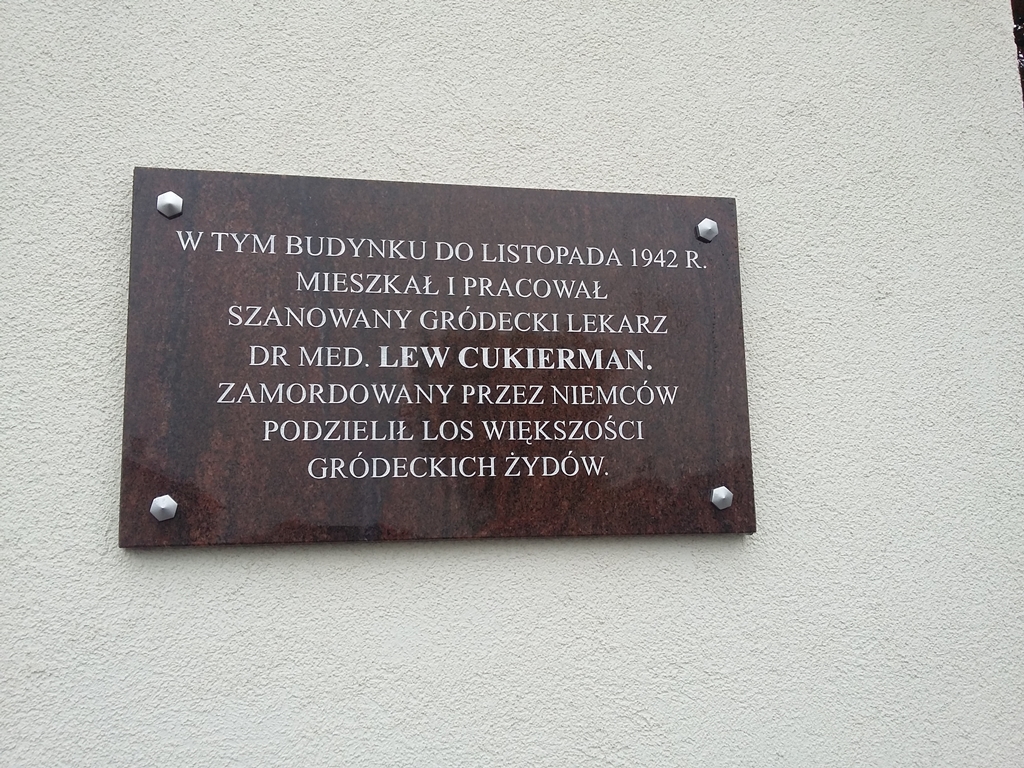 W TYM BUDYNKU DO LISTOPADA 1942 R.
MIESZKAŁ I PRACOWAŁ
SZANOWANY GRÓDECKI LEKARZ
DR MED. LEW CUKIERMAN.
ZAMORDOWANY PRZEZ NIEMCÓW
PODZIELIŁ LOS WIĘKSZOŚCI
GRÓDECKICH ŻYDÓW.